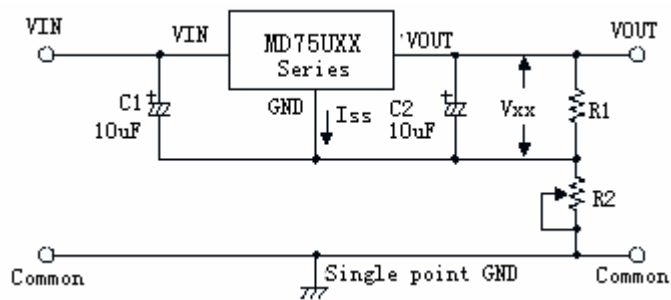 VIN
VIN
MD75UXX
Series
VOUT
VOUT
C1
10uF
GND
Iss
C2
10uF
Vxx
R1
R2
Common
Single point GND
Common